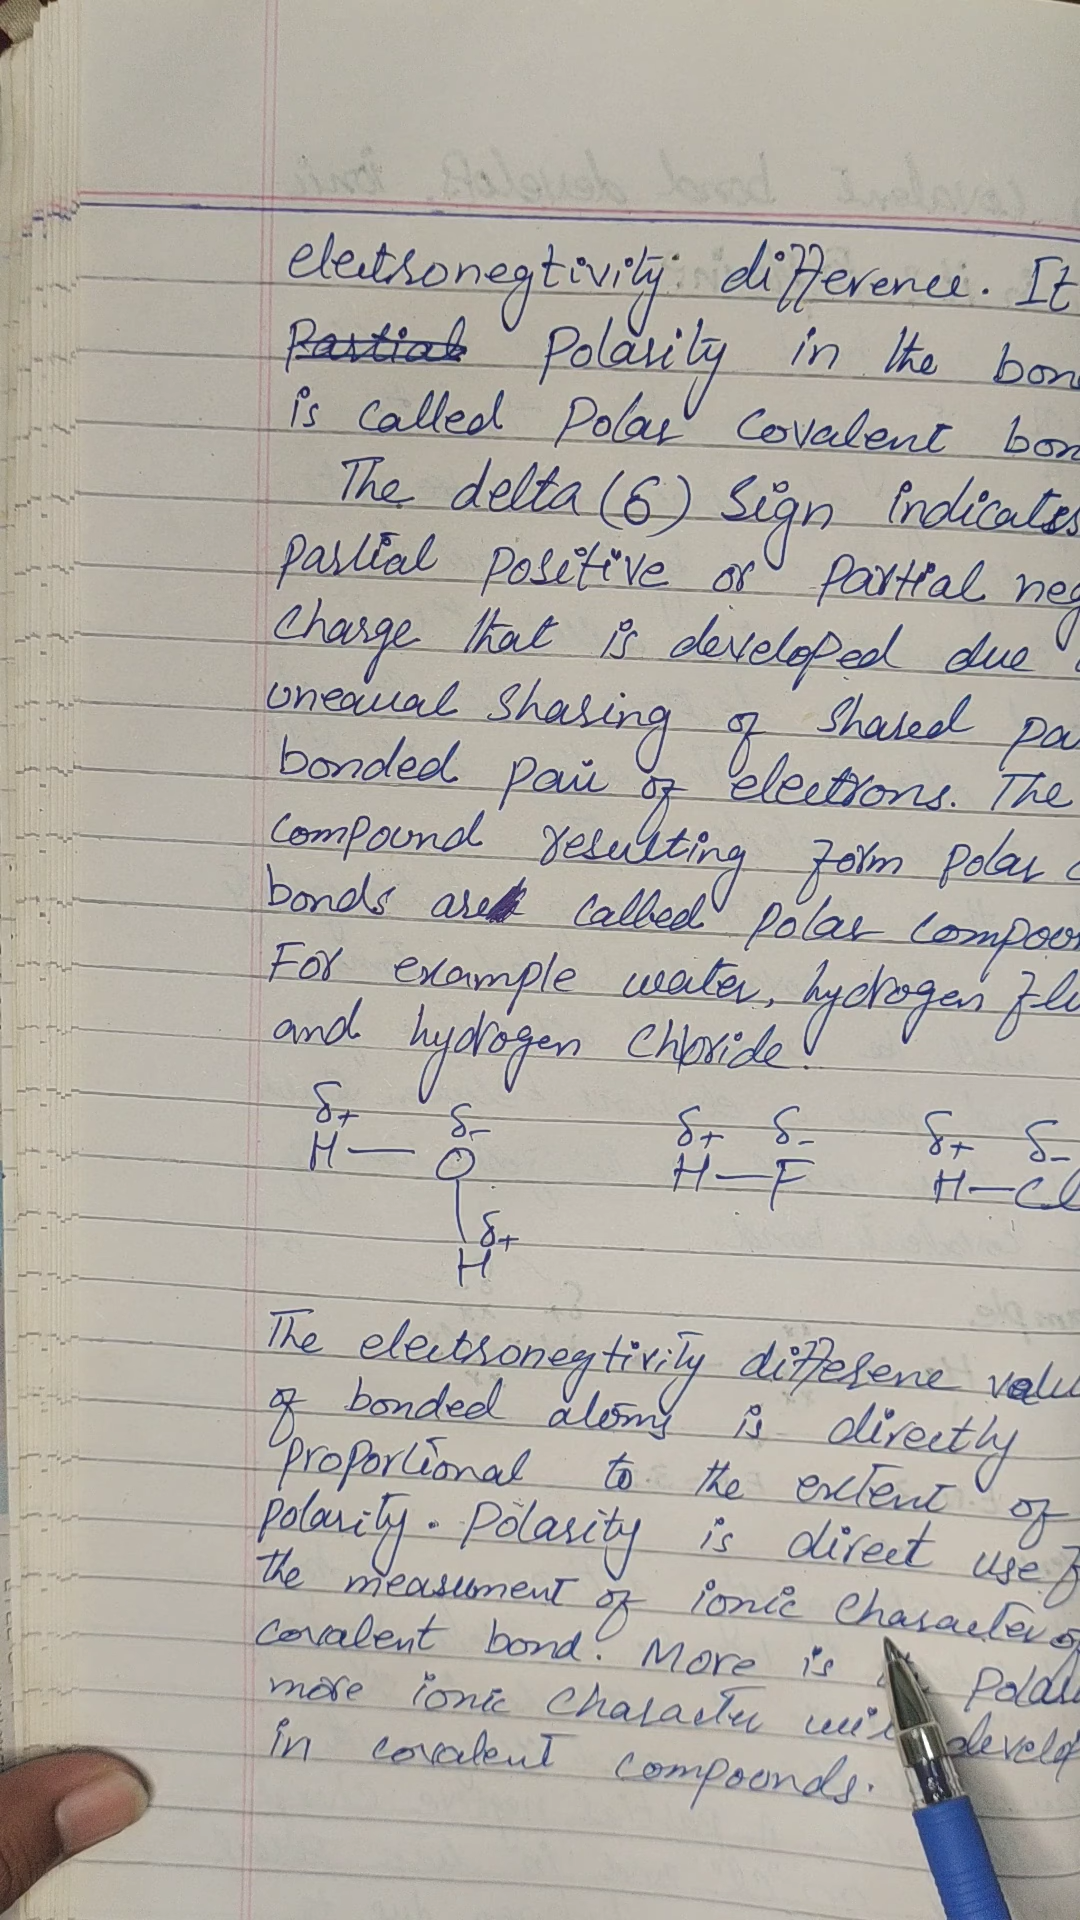 electronegtivity difference. It
Partial Polarity in the bon
is called Polar Covalent bon
The delta (δ) Sign indicates
partial positive or partial neg
charge that is developed due
unequal sharing of shared pa
bonded pair of electrons. The
compound resulting form polar c
bonds are called polar compoun
For example water, hydrogen flu
and hydrogen chloride.
δ+ δ- δ+ δ- δ+ δ-
H — O H — F H — Cl
δ+
H
The electronegtivity differene valu
of bonded atoms is directly
proportional to the extent of
polarity. Polarity is direct use f
the measument of ionic character of
covalent bond. More is polar
more ionic character will develop
in covalent compounds.